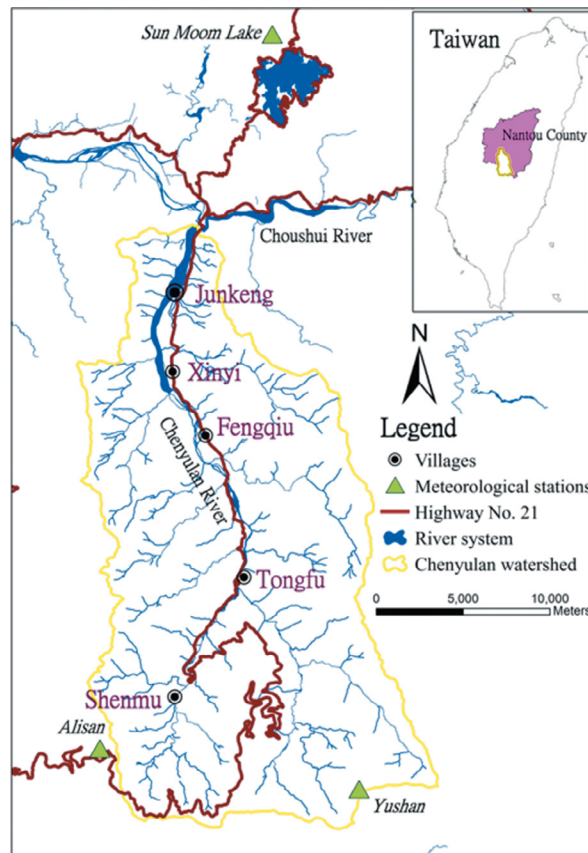 Sun Moom Lake
Taiwan
Nantou County
Choushui River
Junkeng
Xinyi
Fengqiu
Chenyulan River
Tongfu
Shenmu
Alisan
Yushan
N
Legend
Villages
Meteorological stations
Highway No. 21
River system
Chenyulan watershed
0 5,000 10,000
Meters